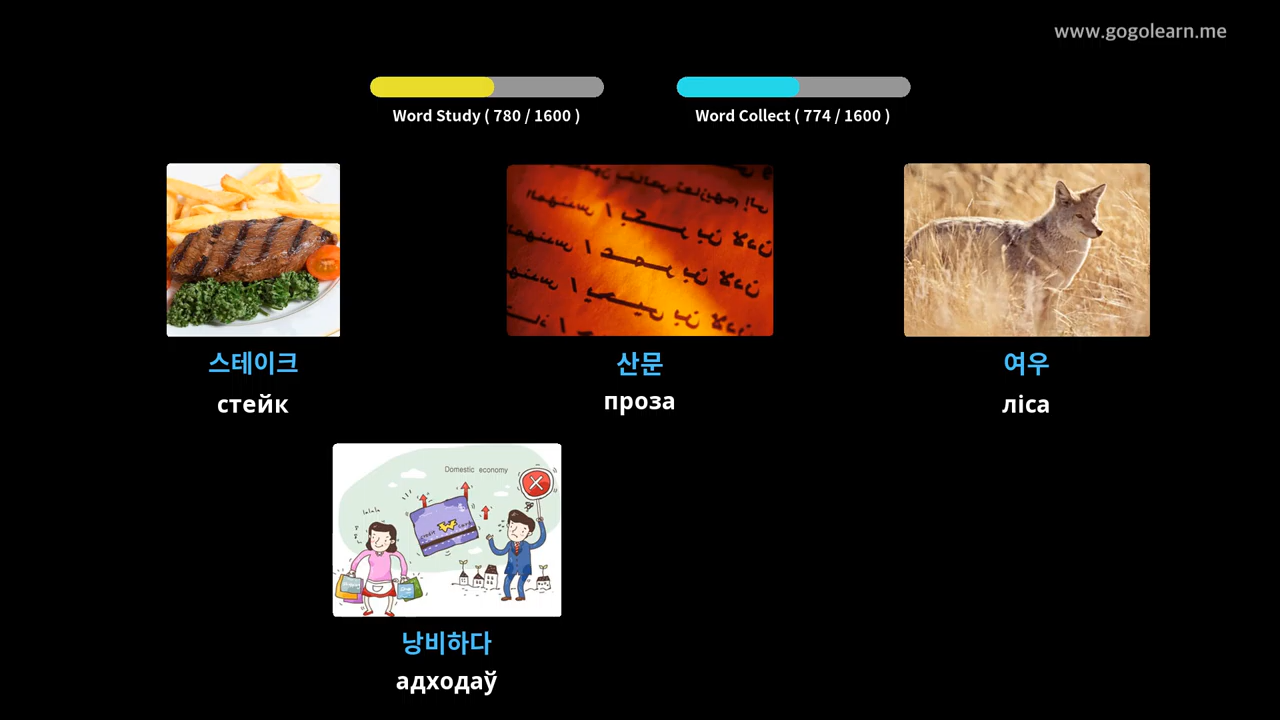 www.gogolearn.me
Word Study ( 780 / 1600 )
Word Collect ( 774 / 1600 )
스테이크
стейк
산문
проза
여우
ліса
Domestic economy
lalala
낭비하다
адходаў